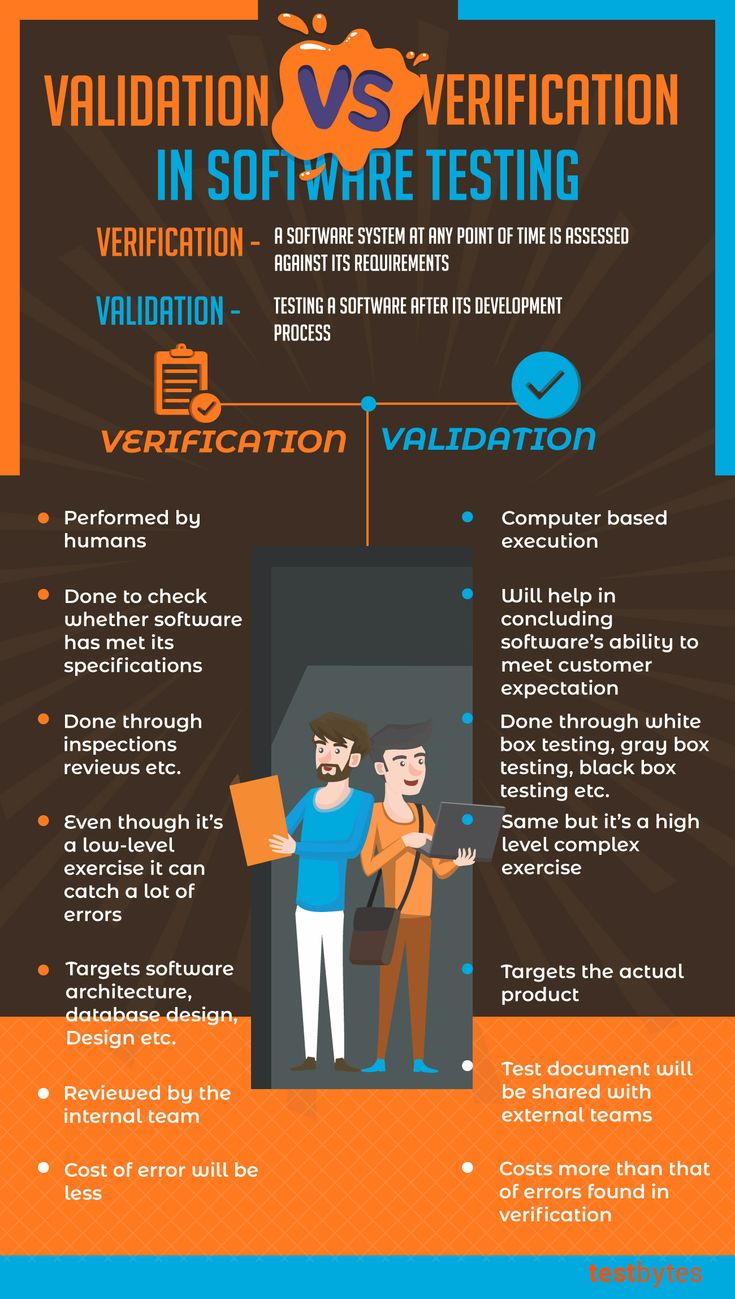 VALIDATION VS VERIFICATION
IN SOFTWARE TESTING
VERIFICATION - A SOFTWARE SYSTEM AT ANY POINT OF TIME IS ASSESSED
AGAINST ITS REQUIREMENTS
VALIDATION - TESTING A SOFTWARE AFTER ITS DEVELOPMENT
PROCESS
VERIFICATION
Performed by
humans
Done to check
whether software
has met its
specifications
Done through
inspections
reviews etc.
Even though it's
a low-level
exercise it can
catch a lot of
errors
Targets software
architecture,
database design,
Design etc.
Reviewed by the
internal team
Cost of error will be
less
VALIDATION
Computer based
execution
Will help in
concluding
software's ability to
meet customer
expectation
Done through white
box testing, gray box
testing, black box
testing etc.
Same but it's a high
level complex
exercise
Targets the actual
product
Test document will
be shared with
external teams
Costs more than that
of errors found in
verification
testbytes